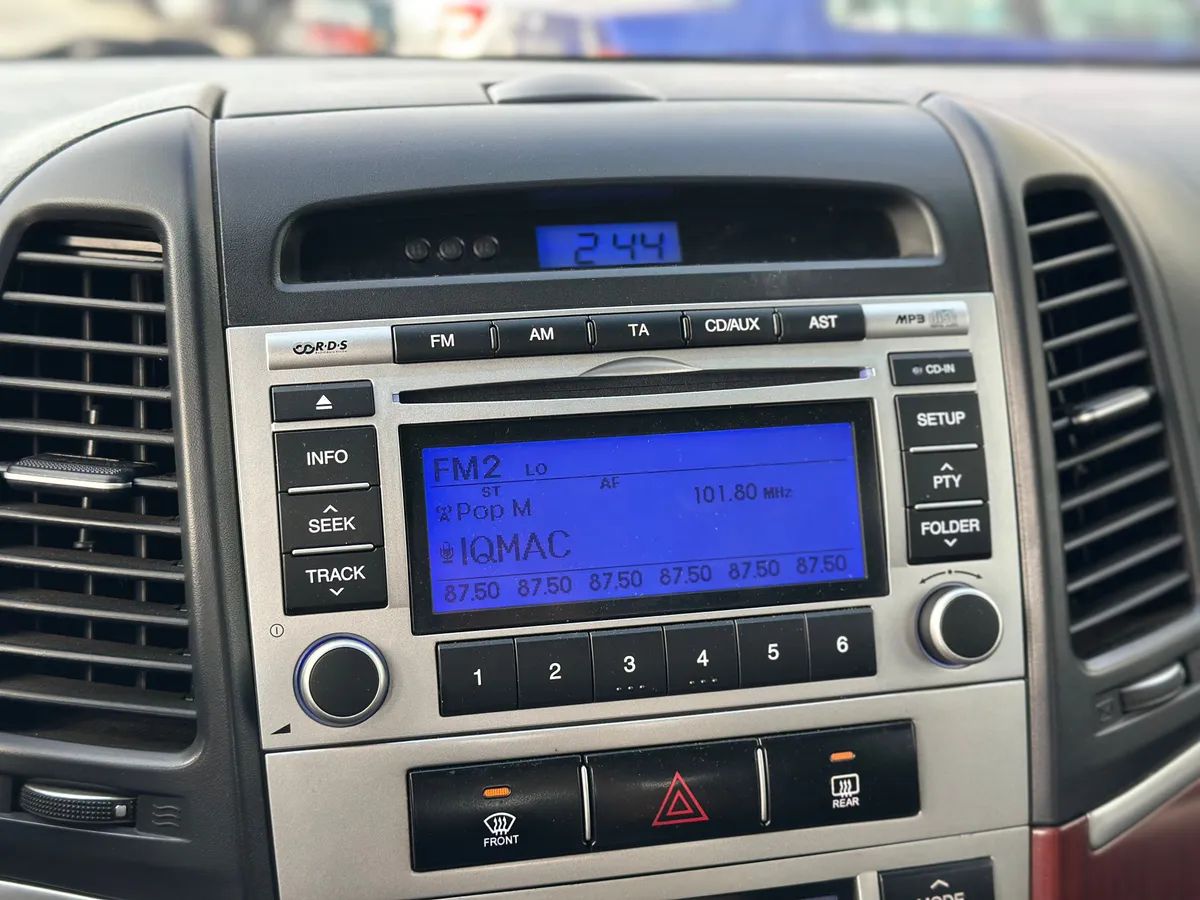 2:44
R·D·S
FM
AM
TA
CD/AUX
AST
MP3
CD-IN
INFO
SEEK
TRACK
SETUP
PTY
FOLDER
FM2 LO
ST AF
Pop M 101.80 MHz
IQMAC
87.50 87.50 87.50 87.50 87.50 87.50
1 2 3 4 5 6
FRONT
REAR
MODE